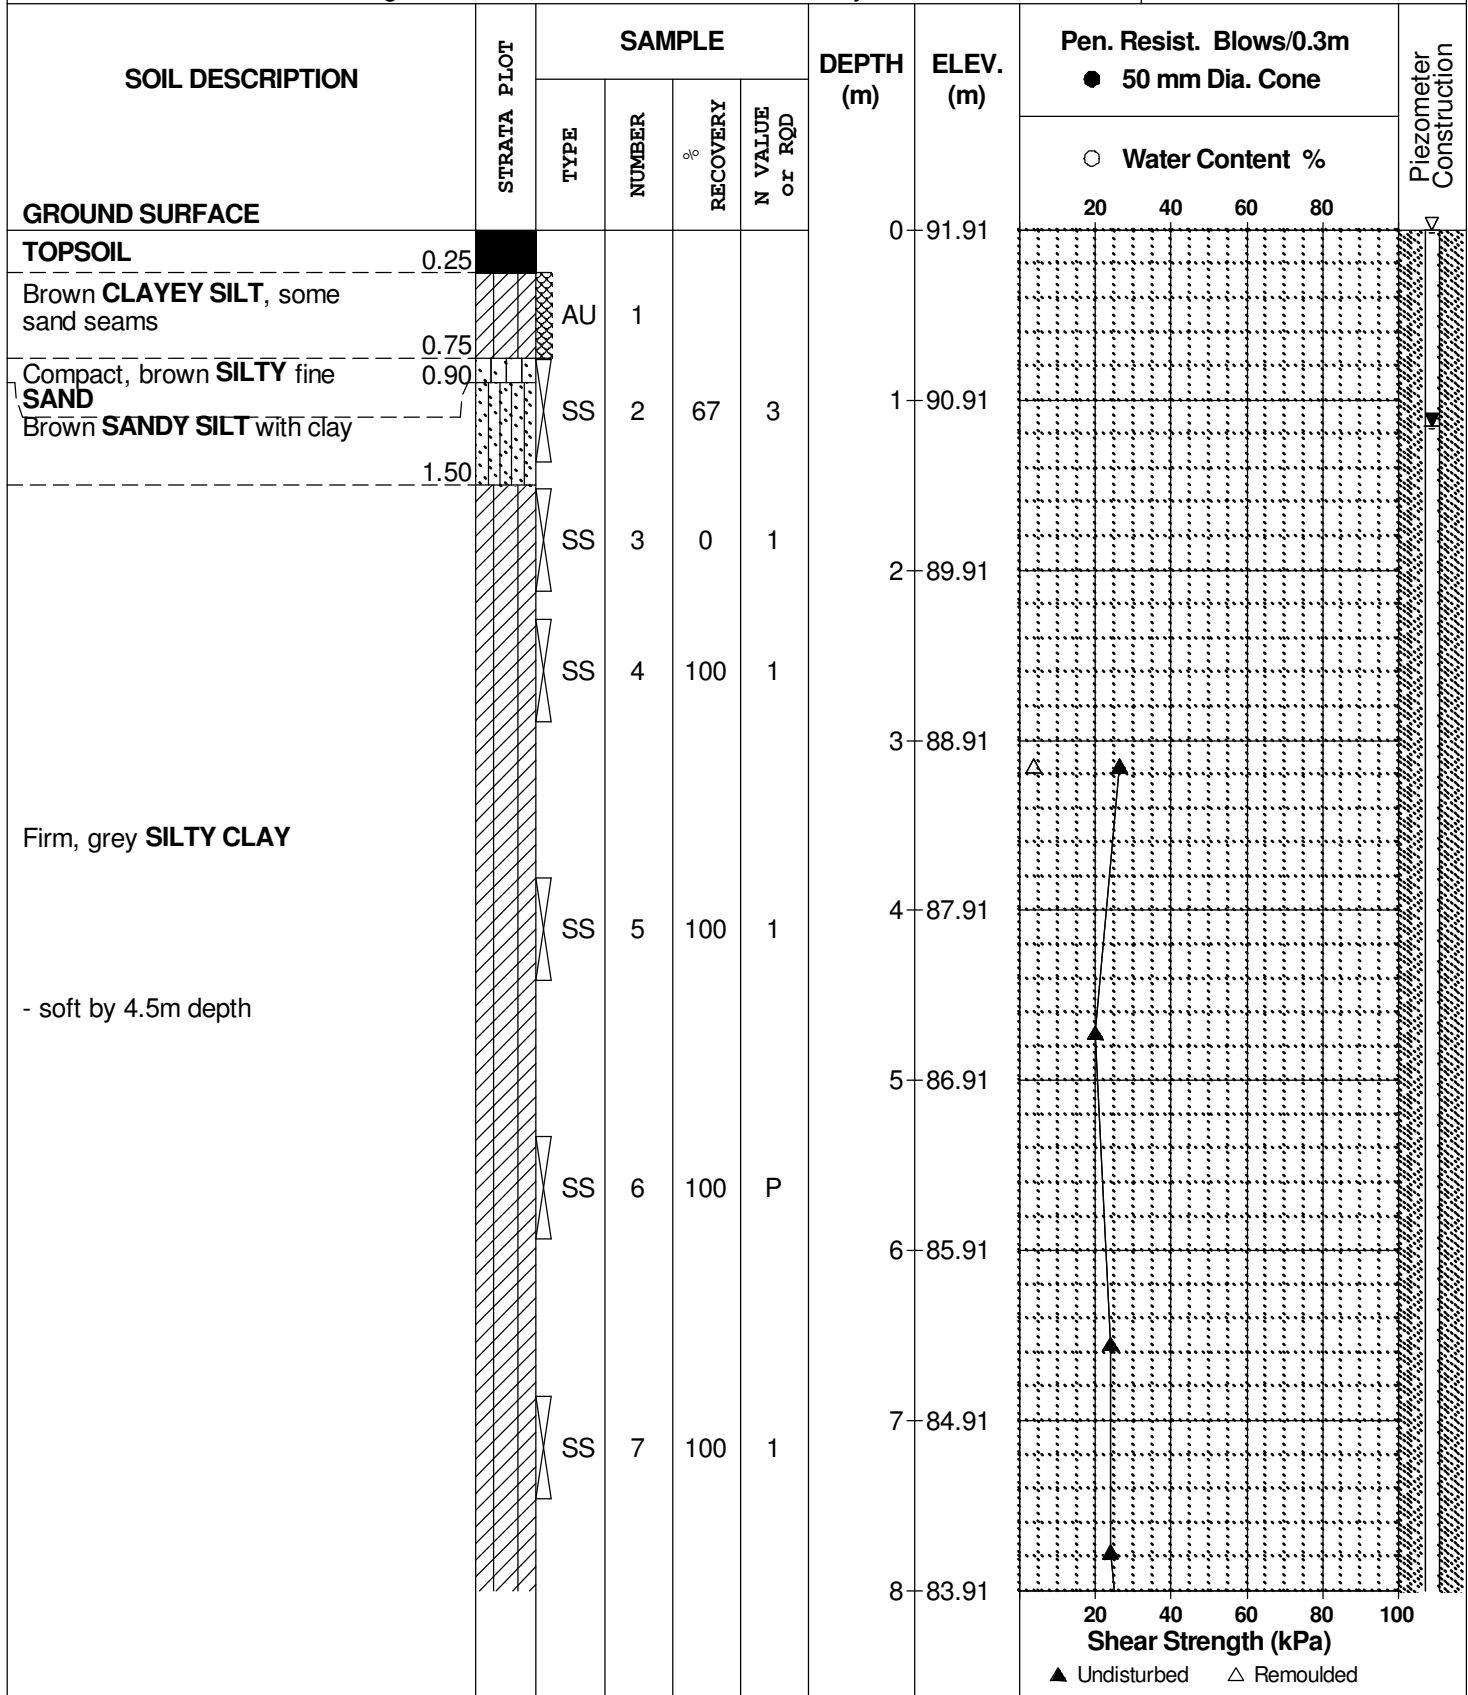 SOIL DESCRIPTION
STRATA PLOT
SAMPLE
TYPE
NUMBER
%
RECOVERY
N VALUE
or RQD
DEPTH
(m)
ELEV.
(m)
Pen. Resist. Blows/0.3m
● 50 mm Dia. Cone
○ Water Content %
20 40 60 80
Piezometer
Construction
GROUND SURFACE
0 91.91
TOPSOIL
0.25
Brown CLAYEY SILT, some
sand seams
0.75
AU 1
Compact, brown SILTY fine
0.90
SAND
SS 2 67 3
1 90.91
Brown SANDY SILT with clay
1.50
SS 3 0 1
2 89.91
SS 4 100 1
3 88.91
Firm, grey SILTY CLAY
4 87.91
SS 5 100 1
- soft by 4.5m depth
5 86.91
SS 6 100 P
6 85.91
7 84.91
SS 7 100 1
8 83.91
20 40 60 80 100
Shear Strength (kPa)
▲ Undisturbed △ Remoulded